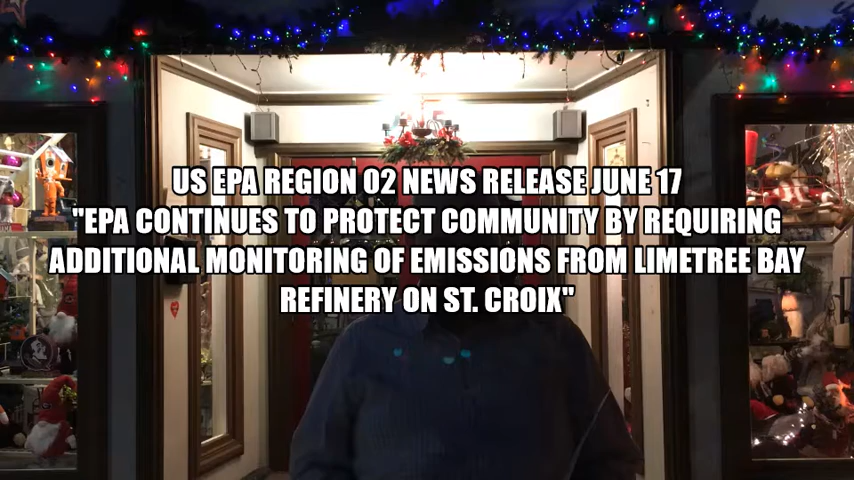 US EPA REGION 02 NEWS RELEASE JUNE 17
"EPA CONTINUES TO PROTECT COMMUNITY BY REQUIRING
ADDITIONAL MONITORING OF EMISSIONS FROM LIMETREE BAY
REFINERY ON ST. CROIX"